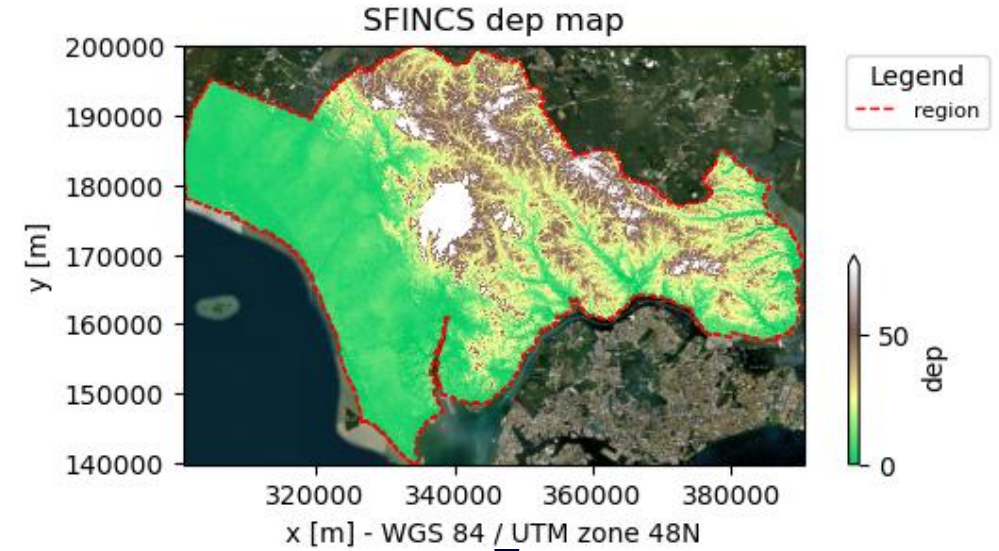 SFINCS dep map
200000
190000
180000
170000
160000
150000
140000
y [m]
320000 340000 360000 380000
x [m] - WGS 84 / UTM zone 48N
Legend
region
50
0
dep